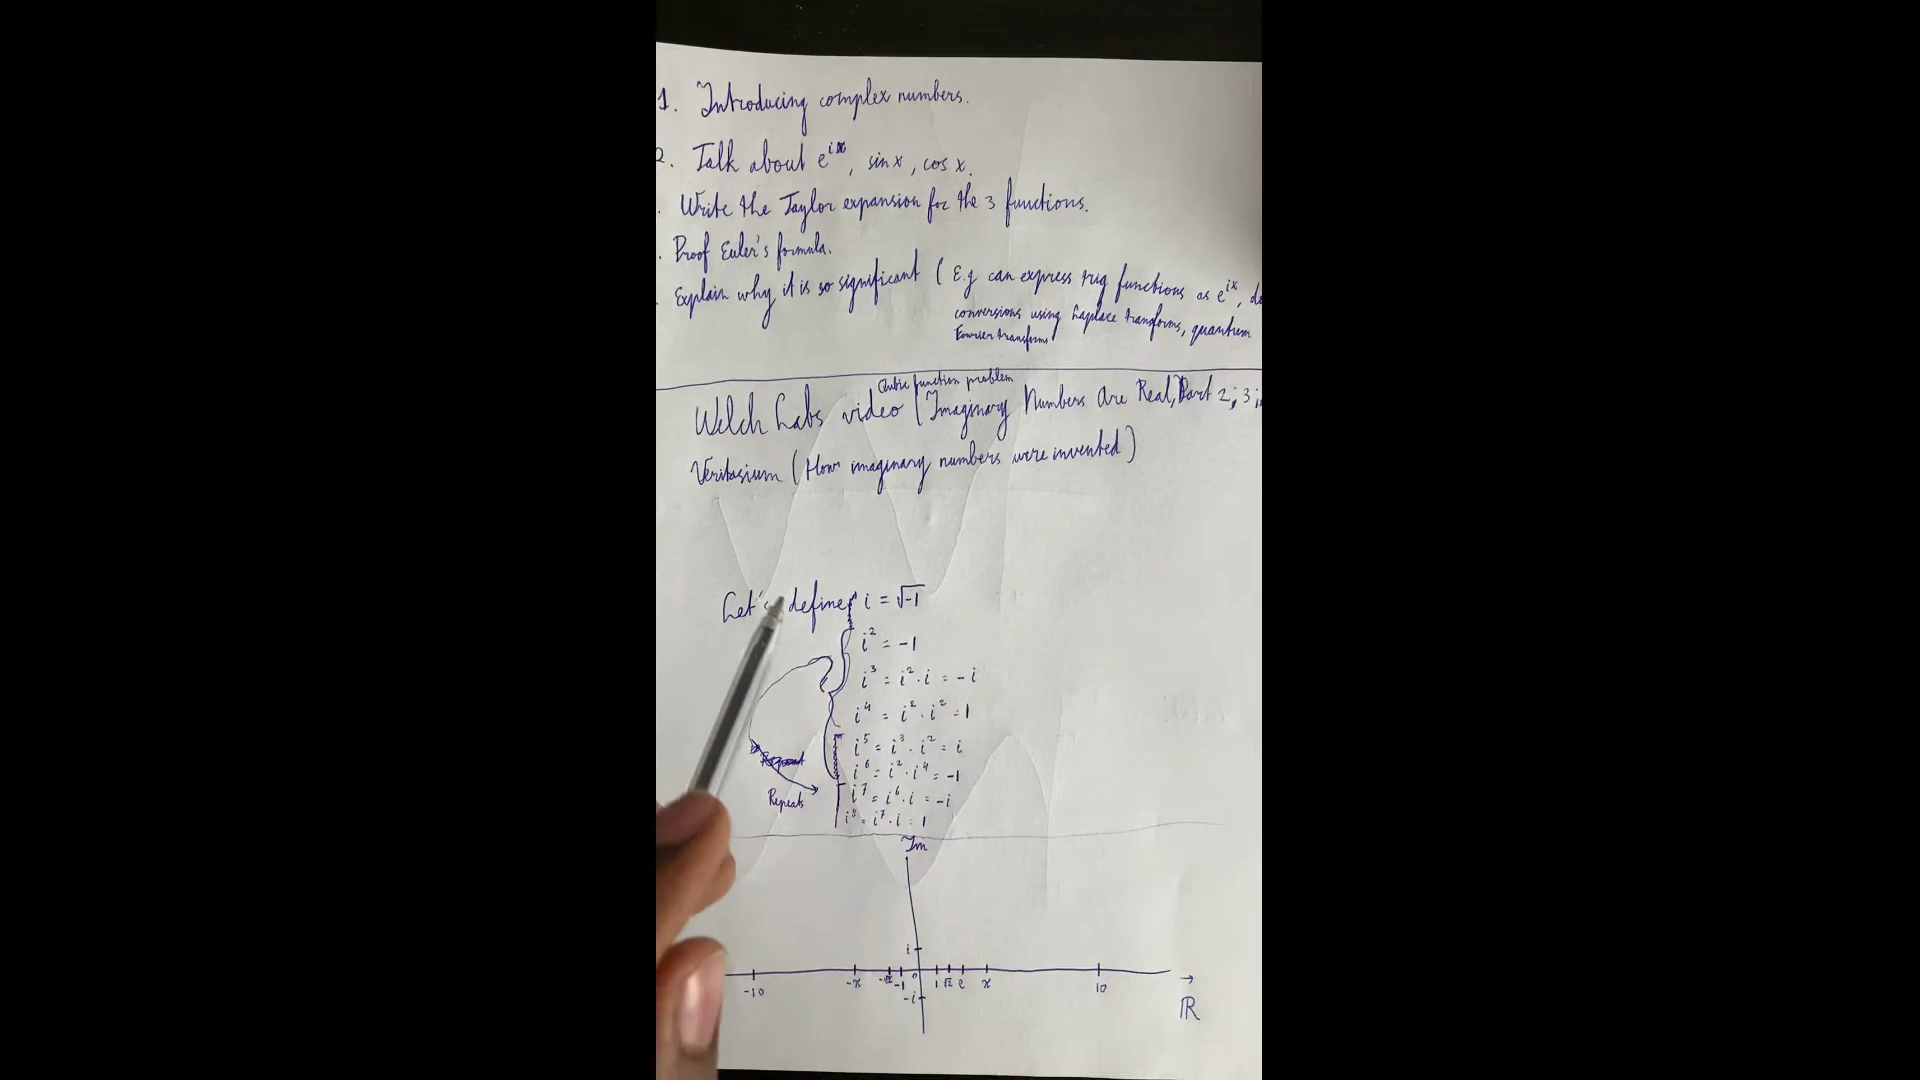 1. Introducing complex numbers.
2. Talk about e^{ix}, sin x, cos x.
. Write the Taylor expansion for the 3 functions.
. Proof Euler's formula.
. Explain why it is so significant ( E.g can express trig functions as e^{ix}, do
conversions using Laplace transforms, quantum
Fourier transforms
Cubic function problem
Welch Labs video (Imaginary Numbers Are Real, Part 2, 3,
Veritasium (How imaginary numbers were invented)
Let's define i = √-1
i² = -1
i³ = i² · i = -i
i⁴ = i² · i² = 1
i⁵ = i³ · i² = i
i⁶ = i² · i⁴ = -1
i⁷ = i⁶ · i = -i
Repeats
i⁸ = i⁷ · i = 1
Im
i
-10 -π -√2 -1 0 1 √2 e π 10
-i
ℝ